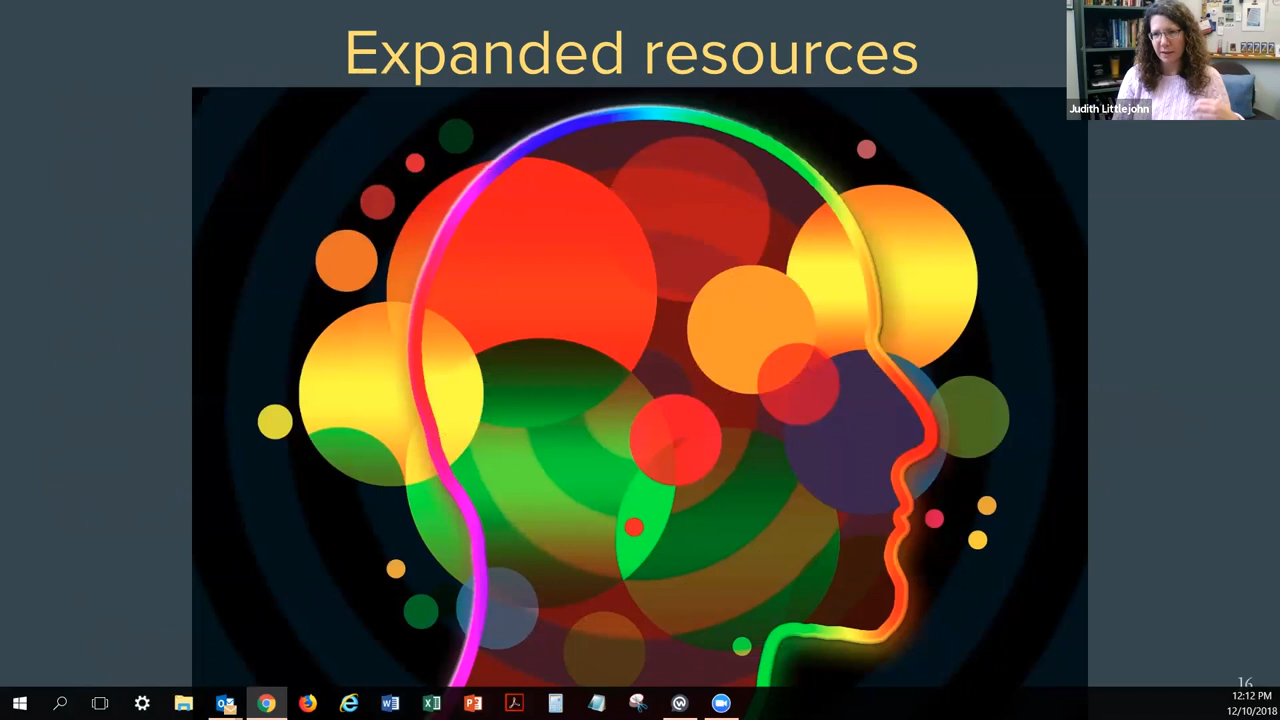 Expanded resources
Judith Littlejohn
16
12:12 PM
12/10/2018